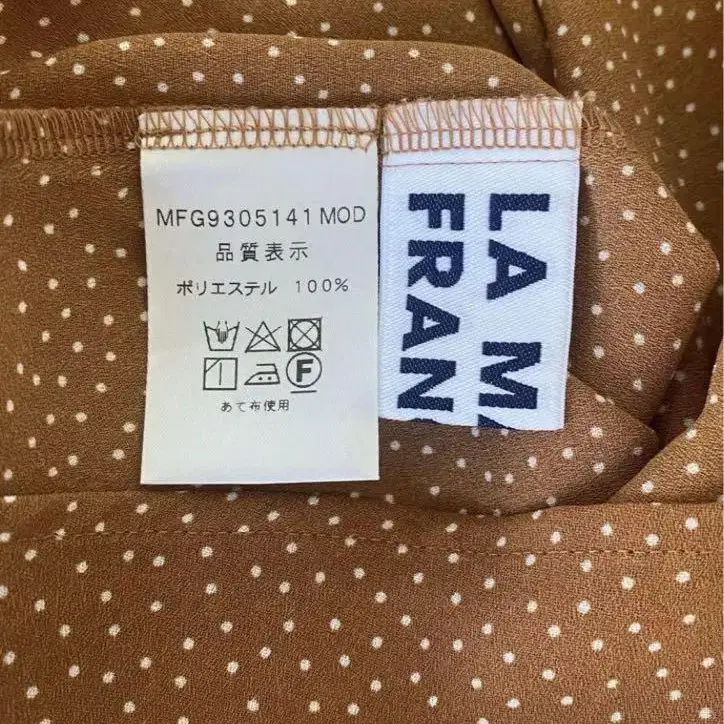 MFG9305141MOD
品質表示
ポリエステル 100%
F
あて布使用
LA MA
FRAN